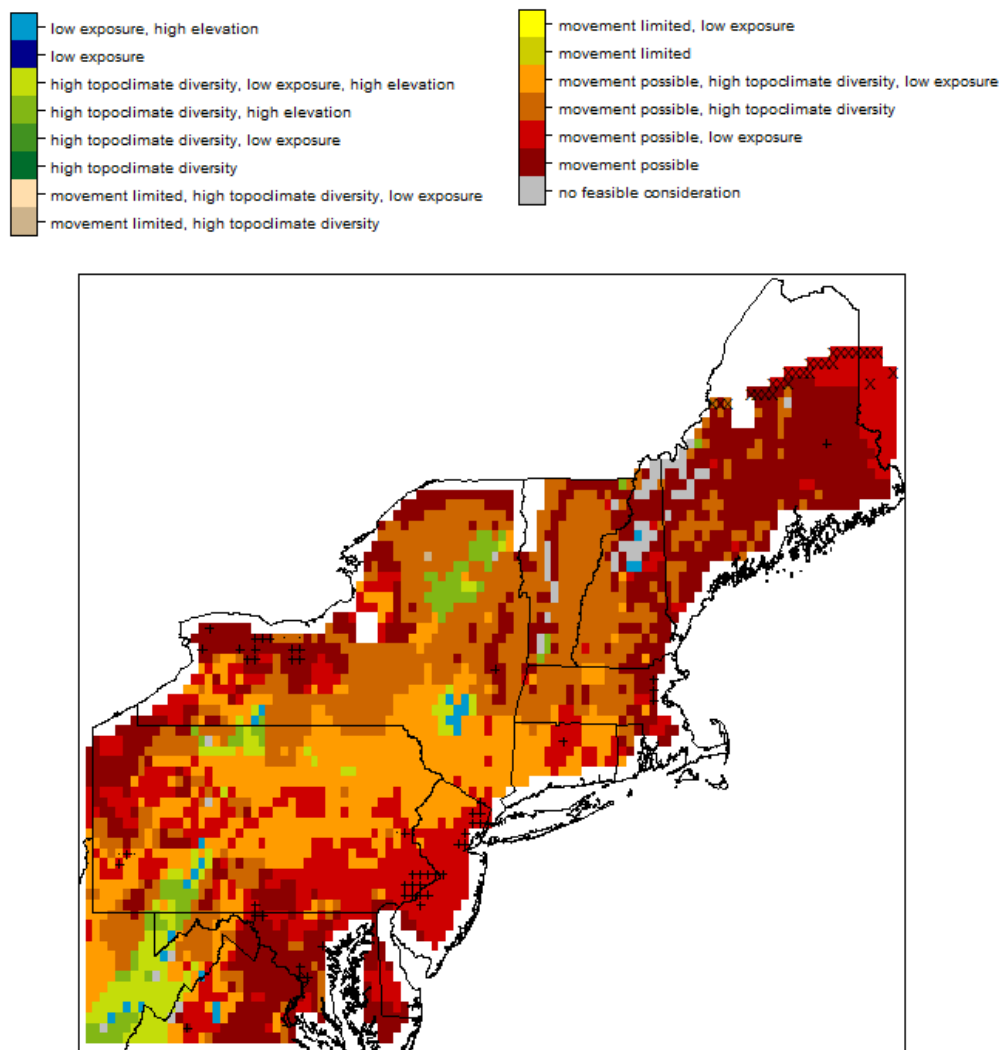 low exposure, high elevation
low exposure
high topoclimate diversity, low exposure, high elevation
high topoclimate diversity, high elevation
high topoclimate diversity, low exposure
high topoclimate diversity
movement limited, high topoclimate diversity, low exposure
movement limited, high topoclimate diversity
movement limited, low exposure
movement limited
movement possible, high topoclimate diversity, low exposure
movement possible, high topoclimate diversity
movement possible, low exposure
movement possible
no feasible consideration